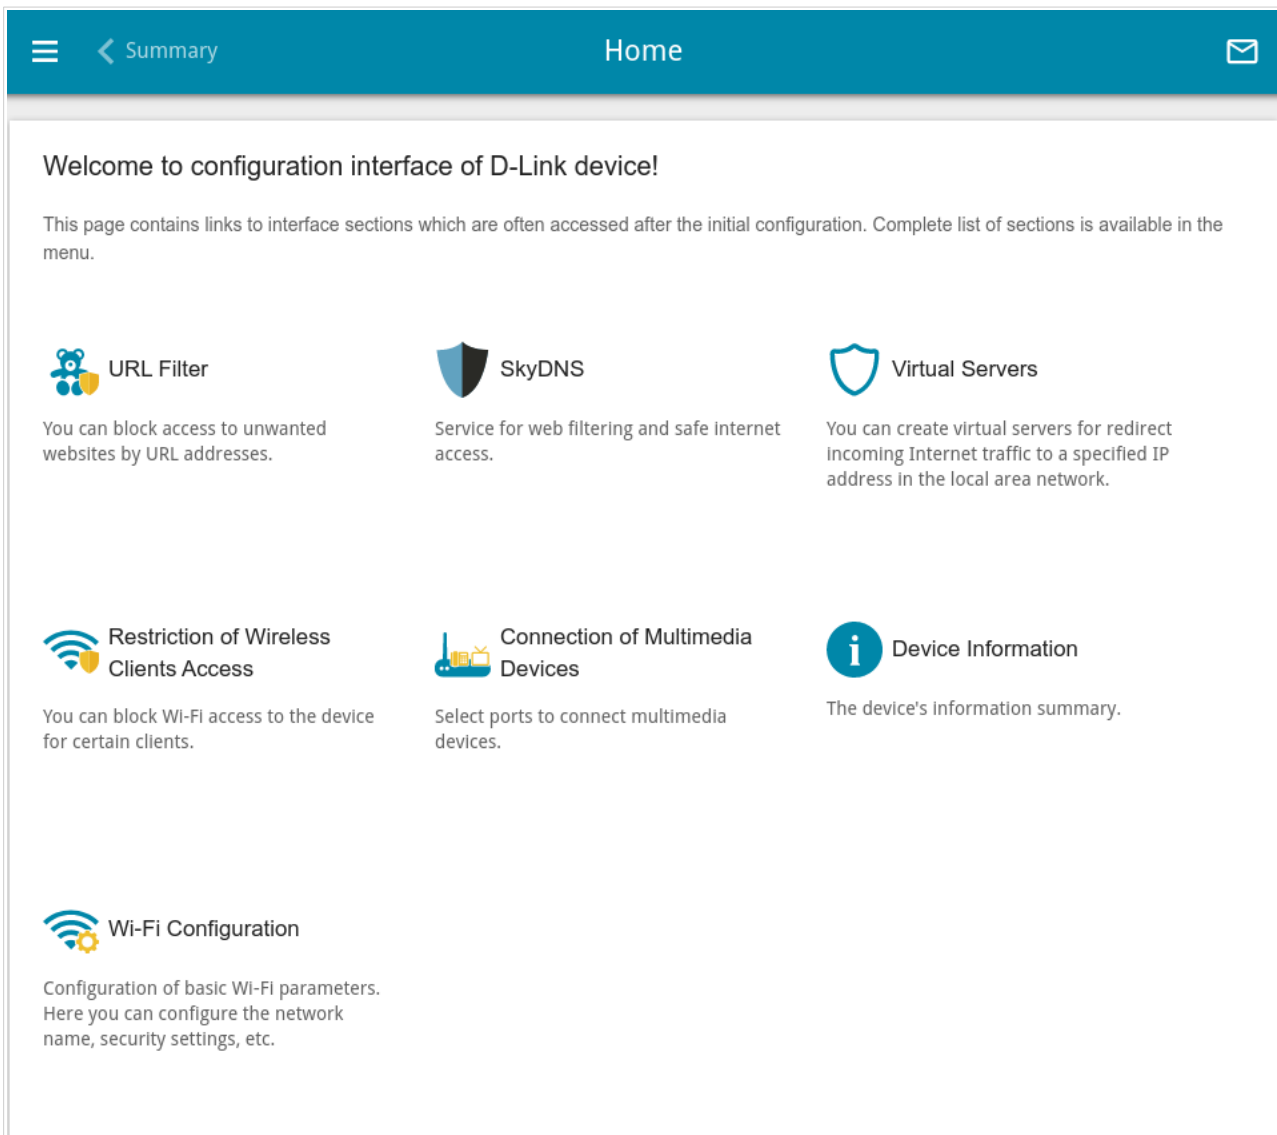 Summary
Home
Welcome to configuration interface of D-Link device!
This page contains links to interface sections which are often accessed after the initial configuration. Complete list of sections is available in the
menu.
URL Filter
You can block access to unwanted
websites by URL addresses.
SkyDNS
Service for web filtering and safe internet
access.
Virtual Servers
You can create virtual servers for redirect
incoming Internet traffic to a specified IP
address in the local area network.
Restriction of Wireless
Clients Access
You can block Wi-Fi access to the device
for certain clients.
Connection of Multimedia
Devices
Select ports to connect multimedia
devices.
Device Information
The device's information summary.
Wi-Fi Configuration
Configuration of basic Wi-Fi parameters.
Here you can configure the network
name, security settings, etc.